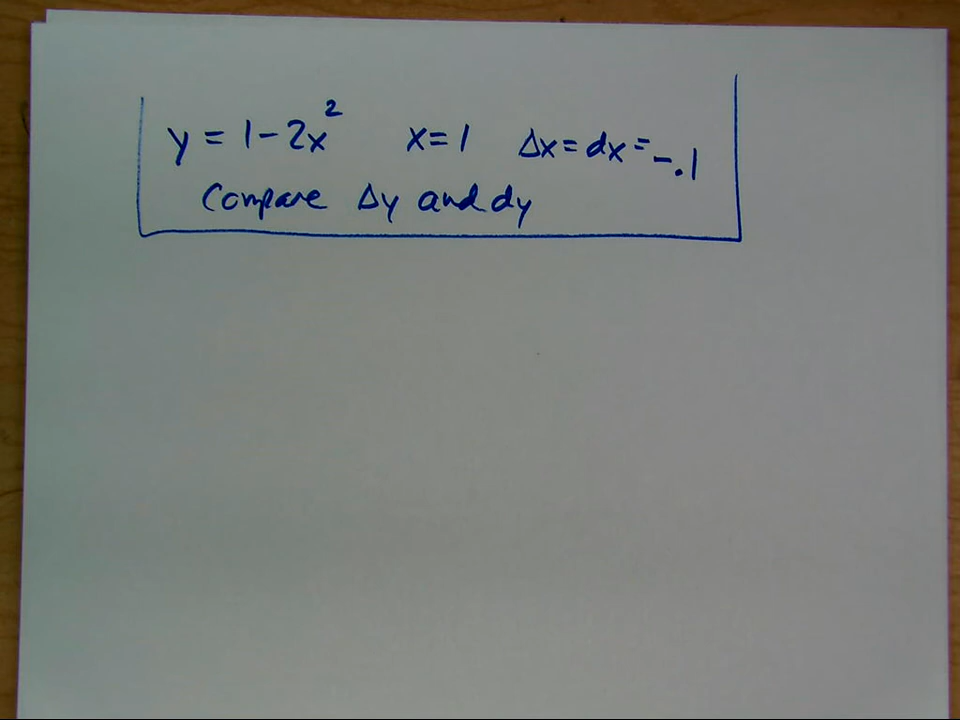 y = 1 - 2x² x = 1 Δx = dx = -.1
Compare Δy and dy